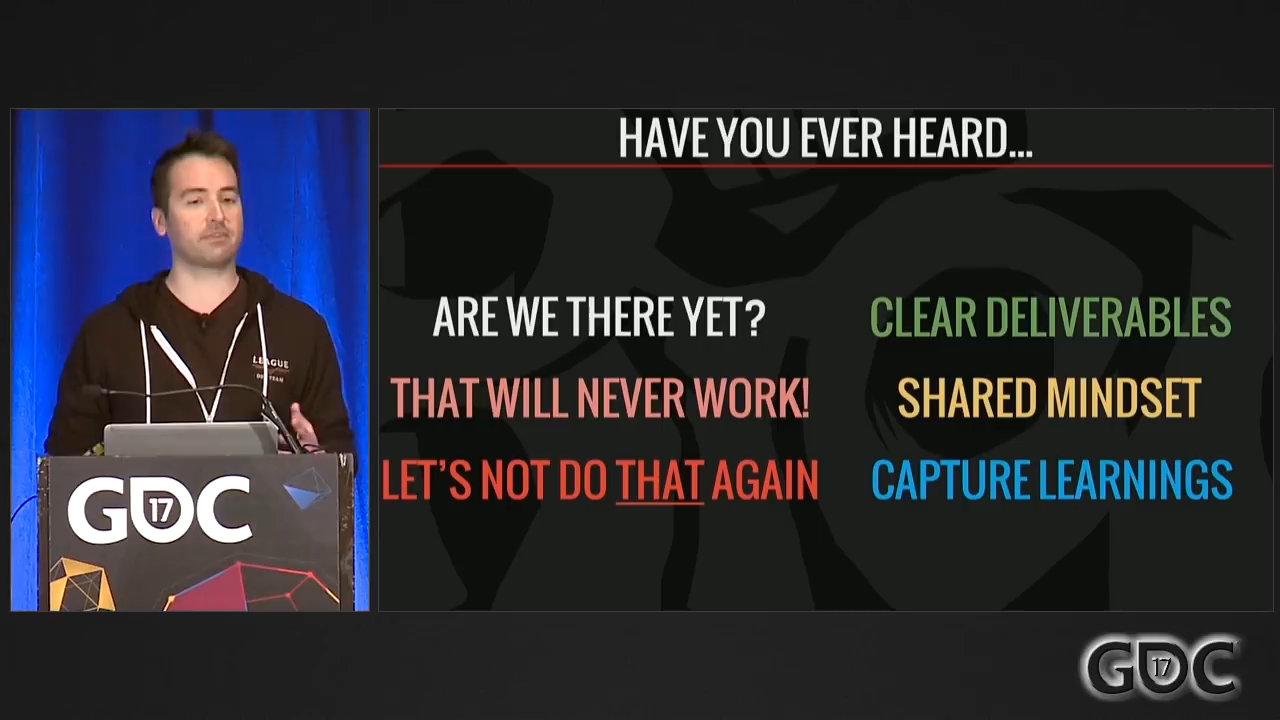 HAVE YOU EVER HEARD...
ARE WE THERE YET?
CLEAR DELIVERABLES
THAT WILL NEVER WORK!
SHARED MINDSET
LET'S NOT DO THAT AGAIN
CAPTURE LEARNINGS
LEAGUE
GDC
17
GDC
17